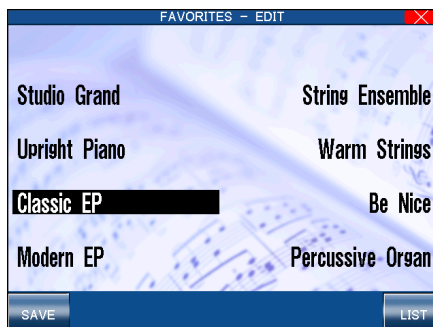 FAVORITES - EDIT
Studio Grand
String Ensemble
Upright Piano
Warm Strings
Classic EP
Be Nice
Modern EP
Percussive Organ
SAVE
LIST